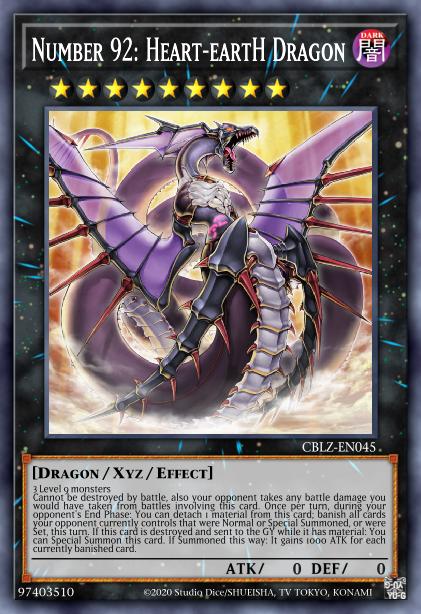 Number 92: Heart-eartH Dragon
DARK
闇
CBLZ-EN045
[Dragon / Xyz / Effect]
3 Level 9 monsters
Cannot be destroyed by battle, also your opponent takes any battle damage you
would have taken from battles involving this card. Once per turn, during your
opponent's End Phase: You can detach 1 material from this card; banish all cards
your opponent currently controls that were Normal or Special Summoned, or were
Set, this turn. If this card is destroyed and sent to the GY while it has material: You
can Special Summon this card. If Summoned this way: It gains 1000 ATK for each
currently banished card.
ATK/ 0 DEF/ 0
97403510
©2020 Studio Dice/SHUEISHA, TV TOKYO, KONAMI